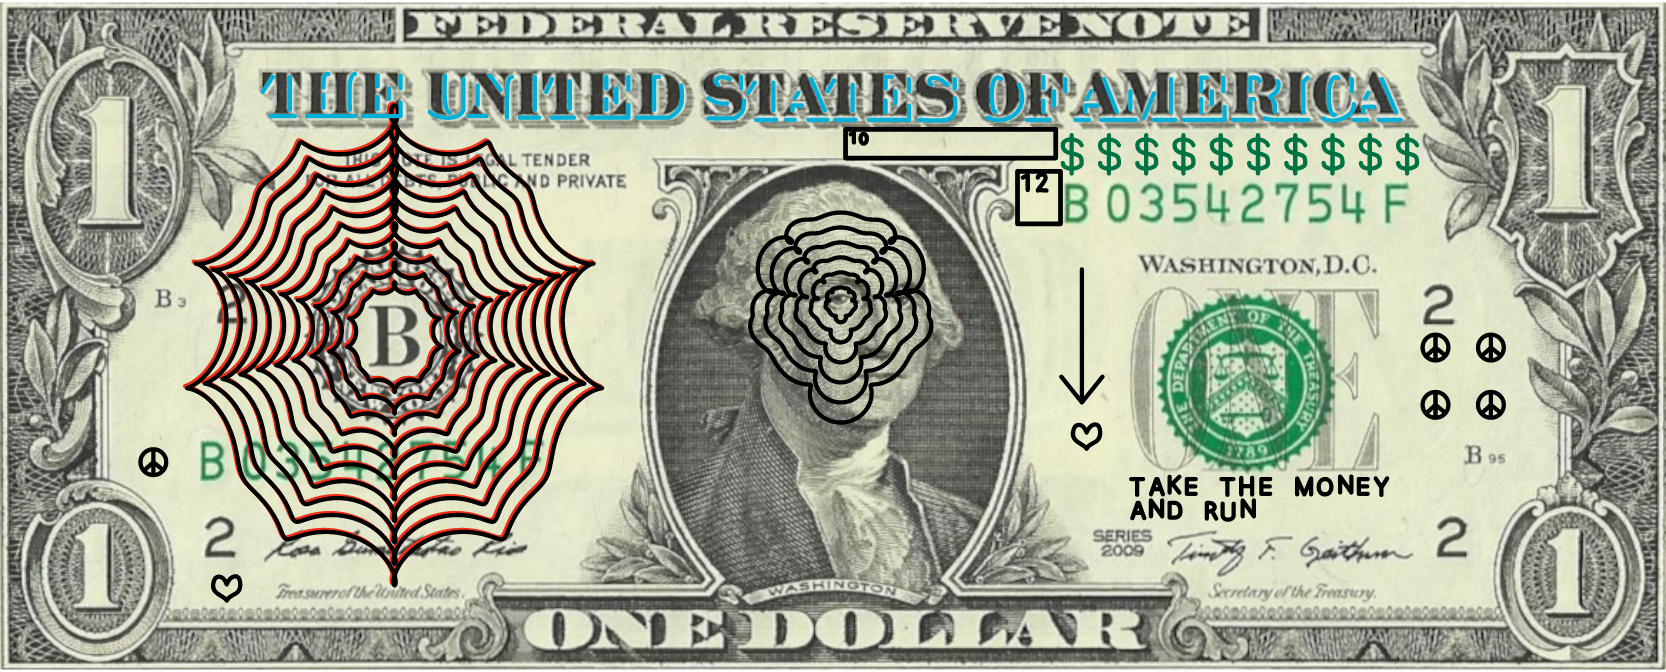 FEDERAL RESERVE NOTE
THE UNITED STATES OF AMERICA
10
$ $ $ $ $ $ $ $ $ $
THIS NOTE IS LEGAL TENDER
FOR ALL DEBTS, PUBLIC AND PRIVATE
12
B 03542754 F
1
1
WASHINGTON, D.C.
B 3
2
2
B
ONE
THE DEPARTMENT OF THE TREASURY
1789
B 03542754 F
B 95
TAKE THE MONEY
AND RUN
2
SERIES
2009
2
Treasurer of the United States.
Secretary of the Treasury.
WASHINGTON
1
1
ONE DOLLAR